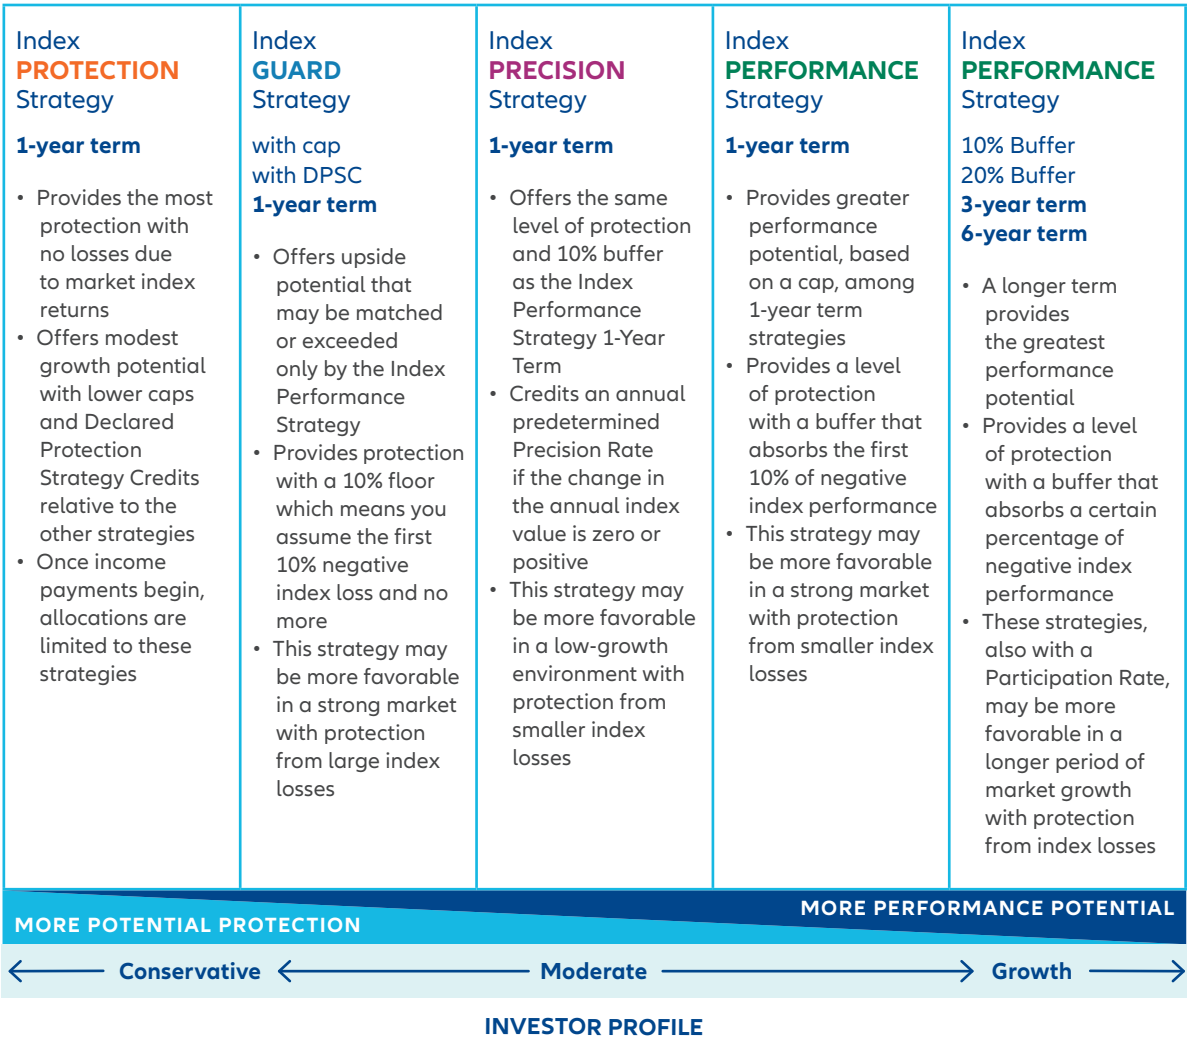 Index
PROTECTION
Strategy
1-year term
• Provides the most
protection with
no losses due
to market index
returns
• Offers modest
growth potential
with lower caps
and Declared
Protection
Strategy Credits
relative to the
other strategies
• Once income
payments begin,
allocations are
limited to these
strategies
Index
GUARD
Strategy
with cap
with DPSC
1-year term
• Offers upside
potential that
may be matched
or exceeded
only by the Index
Performance
Strategy
• Provides protection
with a 10% floor
which means you
assume the first
10% negative
index loss and no
more
• This strategy may
be more favorable
in a strong market
with protection
from large index
losses
Index
PRECISION
Strategy
1-year term
• Offers the same
level of protection
and 10% buffer
as the Index
Performance
Strategy 1-Year
Term
• Credits an annual
predetermined
Precision Rate
if the change in
the annual index
value is zero or
positive
• This strategy may
be more favorable
in a low-growth
environment with
protection from
smaller index
losses
Index
PERFORMANCE
Strategy
1-year term
• Provides greater
performance
potential, based
on a cap, among
1-year term
strategies
• Provides a level
of protection
with a buffer that
absorbs the first
10% of negative
index performance
• This strategy may
be more favorable
in a strong market
with protection
from smaller index
losses
Index
PERFORMANCE
Strategy
10% Buffer
20% Buffer
3-year term
6-year term
• A longer term
provides
the greatest
performance
potential
• Provides a level
of protection
with a buffer that
absorbs a certain
percentage of
negative index
performance
• These strategies,
also with a
Participation Rate,
may be more
favorable in a
longer period of
market growth
with protection
from index losses
MORE POTENTIAL PROTECTION
MORE PERFORMANCE POTENTIAL
Conservative
Moderate
Growth
INVESTOR PROFILE